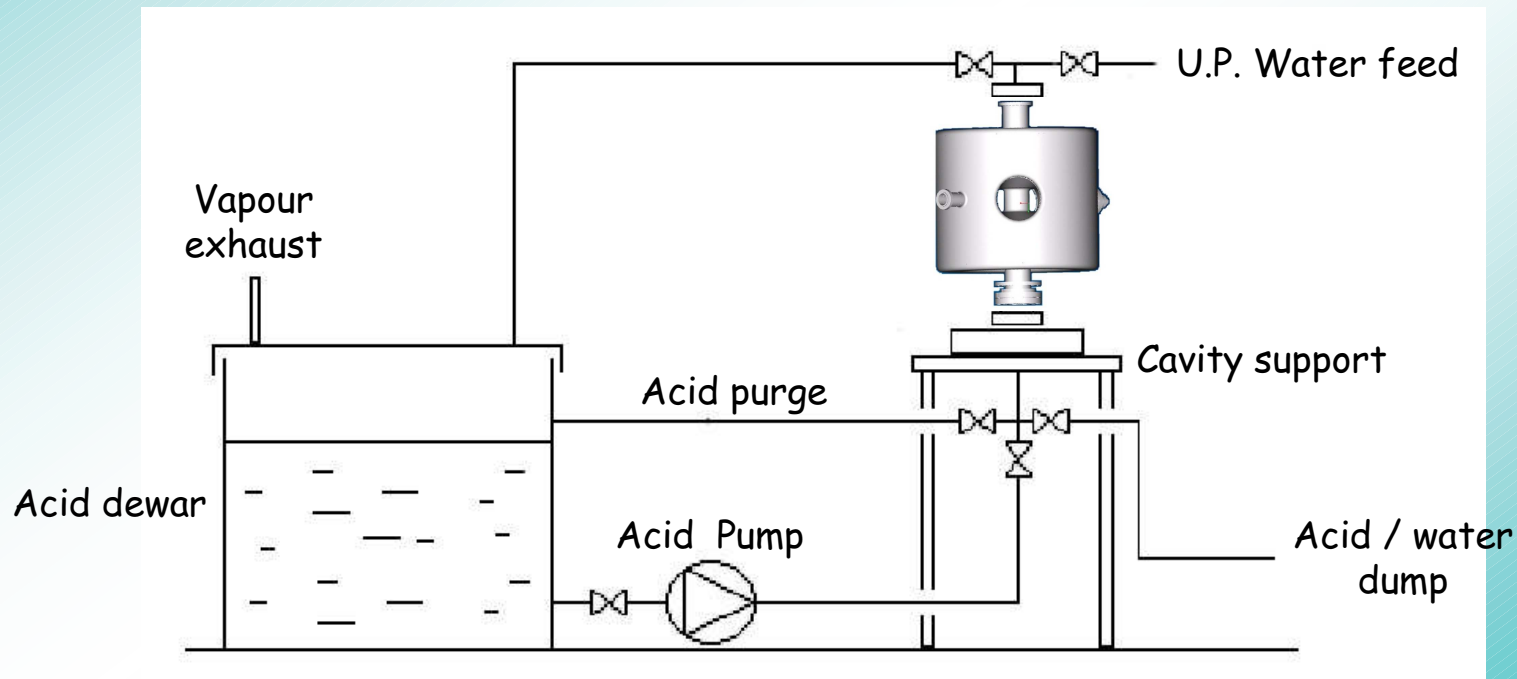 U.P. Water feed
Vapour
exhaust
Cavity support
Acid purge
Acid dewar
Acid Pump
Acid / water
dump